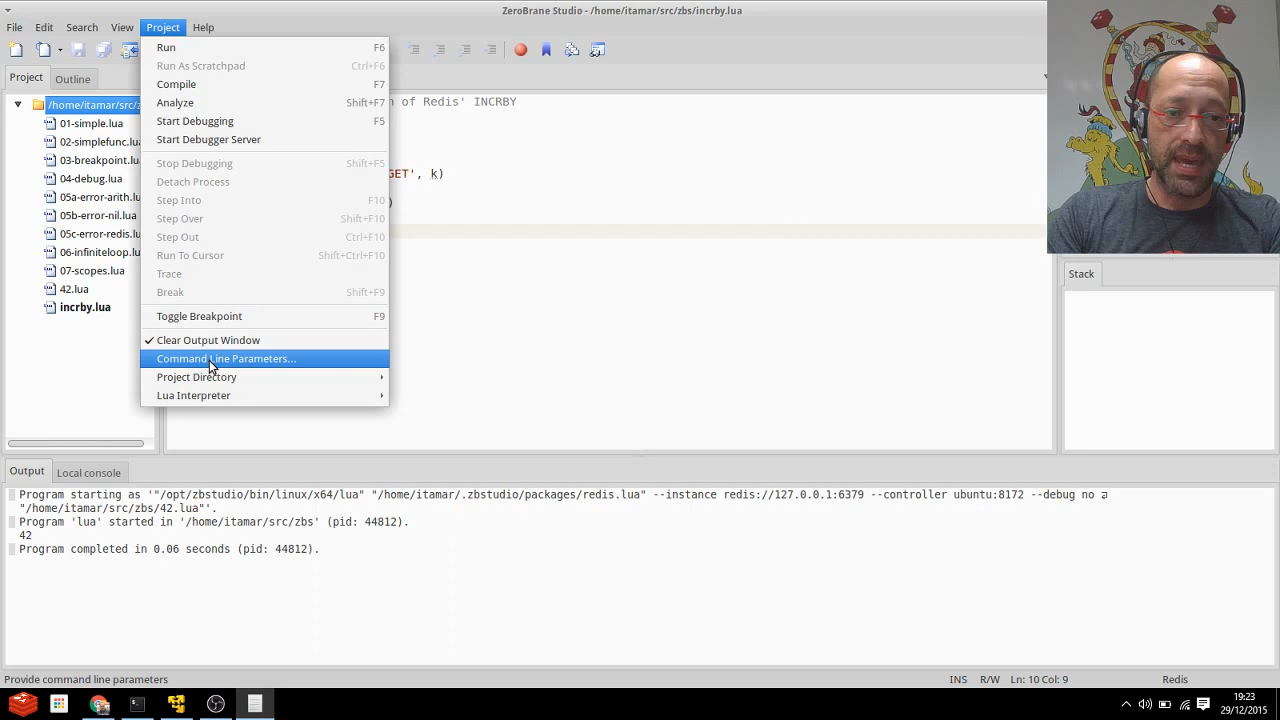 ZeroBrane Studio - /home/itamar/src/zbs/incrby.lua
File Edit Search View Project Help
Project Outline
/home/itamar/src/z
01-simple.lua
02-simplefunc.lua
03-breakpoint.lu
04-debug.lua
05a-error-arith.lu
05b-error-nil.lua
05c-error-redis.lu
06-infiniteloop.lu
07-scopes.lua
42.lua
incrby.lua
Run F6
Run As Scratchpad Ctrl+F6
Compile F7
Analyze Shift+F7
Start Debugging F5
Start Debugger Server
Stop Debugging Shift+F5
Detach Process
Step Into F10
Step Over Shift+F10
Step Out Ctrl+F10
Run To Cursor Shift+Ctrl+F10
Trace
Break Shift+F9
Toggle Breakpoint F9
Clear Output Window
Command Line Parameters...
Project Directory
Lua Interpreter
n of Redis' INCRBY
GET', k)
)
Stack
Output Local console
Program starting as '"/opt/zbstudio/bin/linux/x64/lua" "/home/itamar/.zbstudio/packages/redis.lua" --instance redis://127.0.0.1:6379 --controller ubuntu:8172 --debug no
"/home/itamar/src/zbs/42.lua"'.
Program 'lua' started in '/home/itamar/src/zbs' (pid: 44812).
42
Program completed in 0.06 seconds (pid: 44812).
Provide command line parameters INS R/W Ln: 10 Col: 9 Redis
19:23
29/12/2015